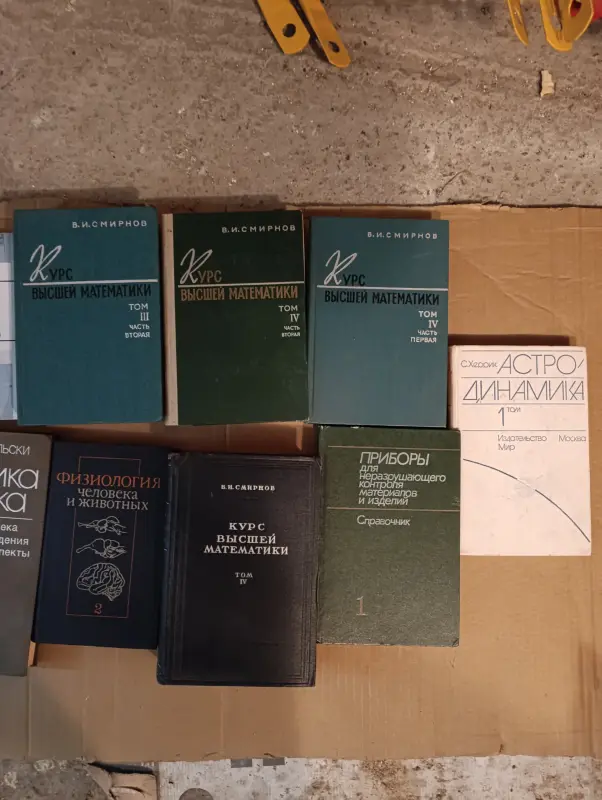 В.И.СМИРНОВ
Курс
ВЫСШЕЙ МАТЕМАТИКИ
ТОМ
III
ЧАСТЬ
ВТОРАЯ
В.И.СМИРНОВ
Курс
ВЫСШЕЙ МАТЕМАТИКИ
ТОМ
IV
ЧАСТЬ
ВТОРАЯ
В.И.СМИРНОВ
Курс
ВЫСШЕЙ МАТЕМАТИКИ
ТОМ
IV
ЧАСТЬ
ПЕРВАЯ
С.Херрик АСТРО-
ДИНАМИКА
1 том
Издательство Москва
Мир
ФИЗИОЛОГИЯ
человека
и животных
2
В.И.СМИРНОВ
КУРС
ВЫСШЕЙ
МАТЕМАТИКИ
ТОМ
IV
ПРИБОРЫ
для
неразрушающего
контроля
материалов
и изделий
Справочник
1